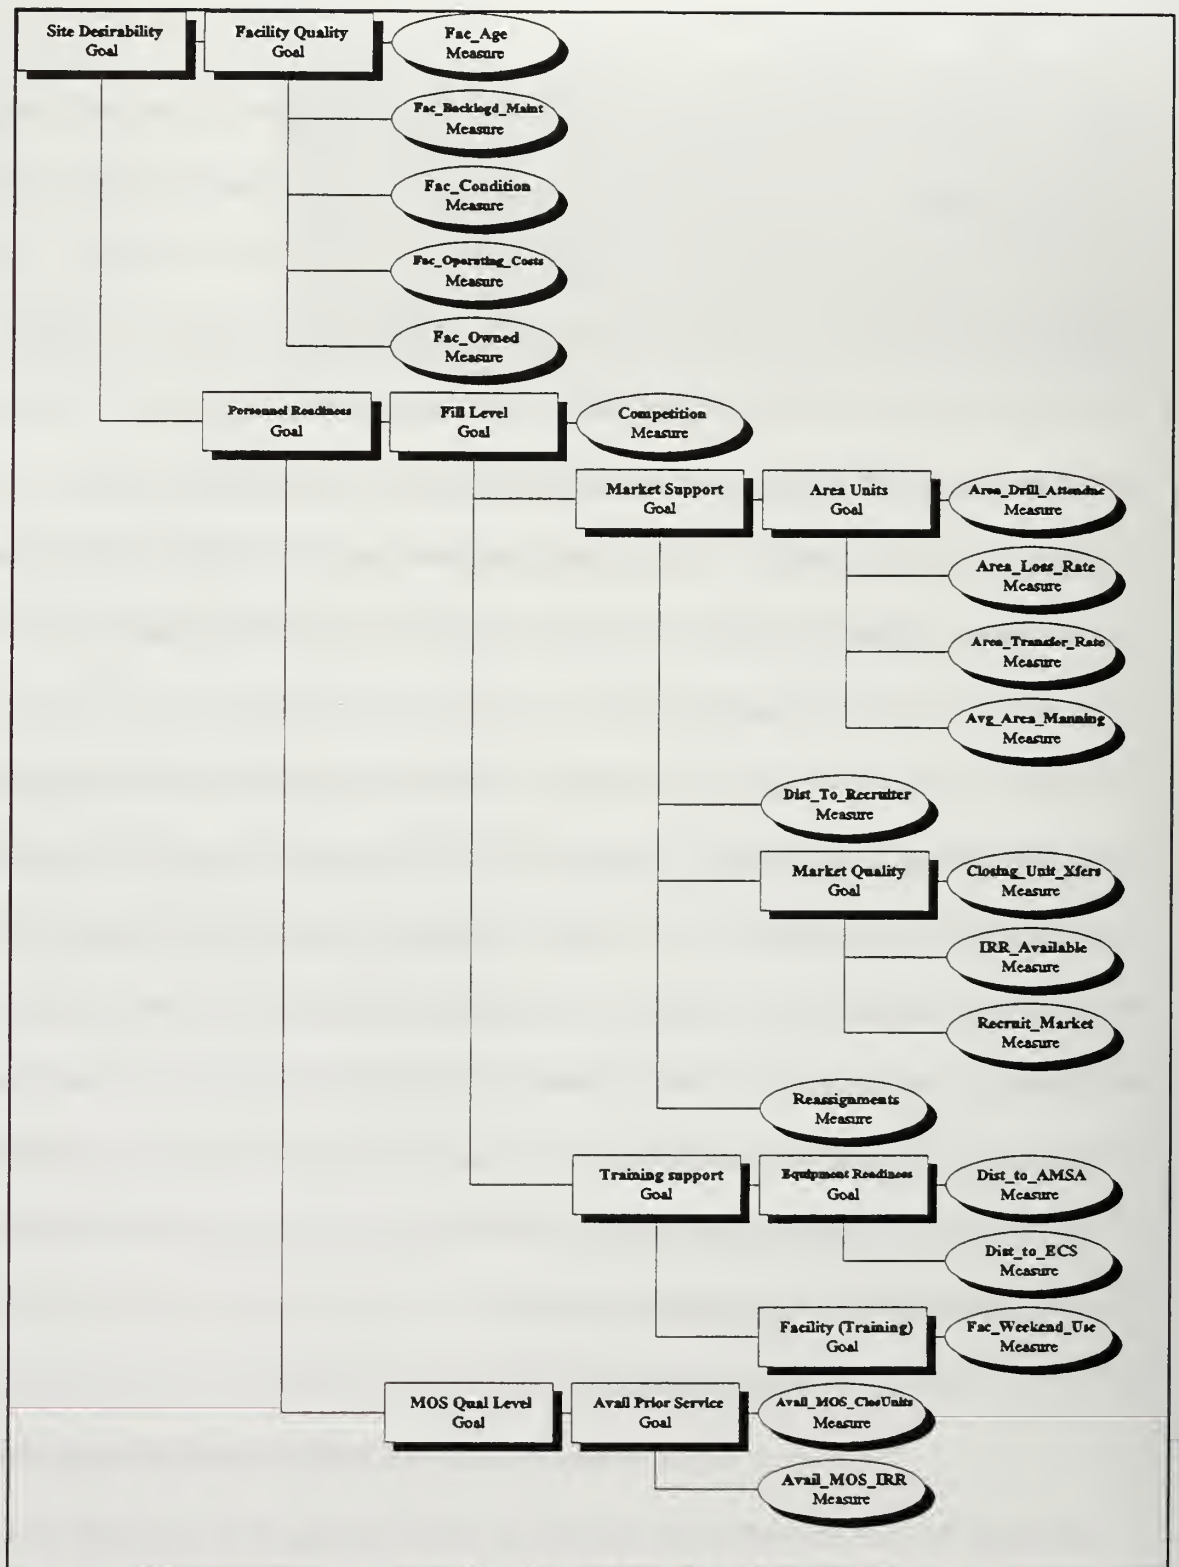 Site Desirability
Goal
Facility Quality
Goal
Fac_Age
Measure
Fac_Backlogd_Maint
Measure
Fac_Condition
Measure
Fac_Operating_Costs
Measure
Fac_Owned
Measure
Personnel Readiness
Goal
Fill Level
Goal
Competition
Measure
Market Support
Goal
Area Units
Goal
Area_Drill_Attendnc
Measure
Area_Loss_Rate
Measure
Area_Transfer_Rate
Measure
Avg_Area_Manning
Measure
Dist_To_Recruiter
Measure
Market Quality
Goal
Closing_Unit_Xfers
Measure
IRR_Available
Measure
Recruit_Market
Measure
Reassignments
Measure
Training support
Goal
Equipment Readiness
Goal
Dist_to_AMSA
Measure
Dist_to_ECS
Measure
Facility (Training)
Goal
Fac_Weekend_Use
Measure
MOS Qual Level
Goal
Avail Prior Service
Goal
Avail_MOS_ClosUnits
Measure
Avail_MOS_IRR
Measure